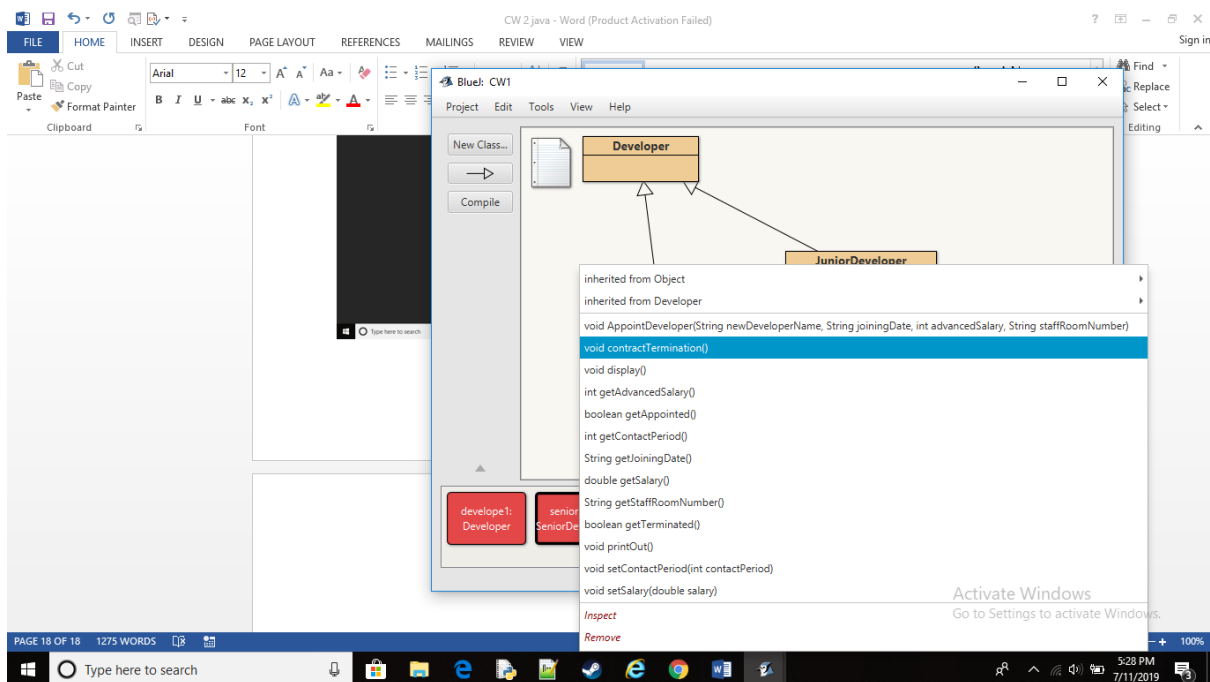 CW 2 java - Word (Product Activation Failed)
FILE HOME INSERT DESIGN PAGE LAYOUT REFERENCES MAILINGS REVIEW VIEW Sign in
Paste
Cut
Copy
Format Painter
Clipboard
Arial 12
Font
Find
Replace
Select
Editing
BlueJ: CW1
Project Edit Tools View Help
New Class...
Compile
Developer
JuniorDeveloper
Type here to search
inherited from Object
inherited from Developer
void AppointDeveloper(String newDeveloperName, String joiningDate, int advancedSalary, String staffRoomNumber)
void contractTermination()
void display()
int getAdvancedSalary()
boolean getAppointed()
int getContactPeriod()
String getJoiningDate()
double getSalary()
String getStaffRoomNumber()
boolean getTerminated()
void printOut()
void setContactPeriod(int contactPeriod)
void setSalary(double salary)
Inspect
Remove
develope1:
Developer
senior
SeniorDe
Activate Windows
Go to Settings to activate Windows.
PAGE 18 OF 18 1275 WORDS 100%
Type here to search
5:28 PM
7/11/2019